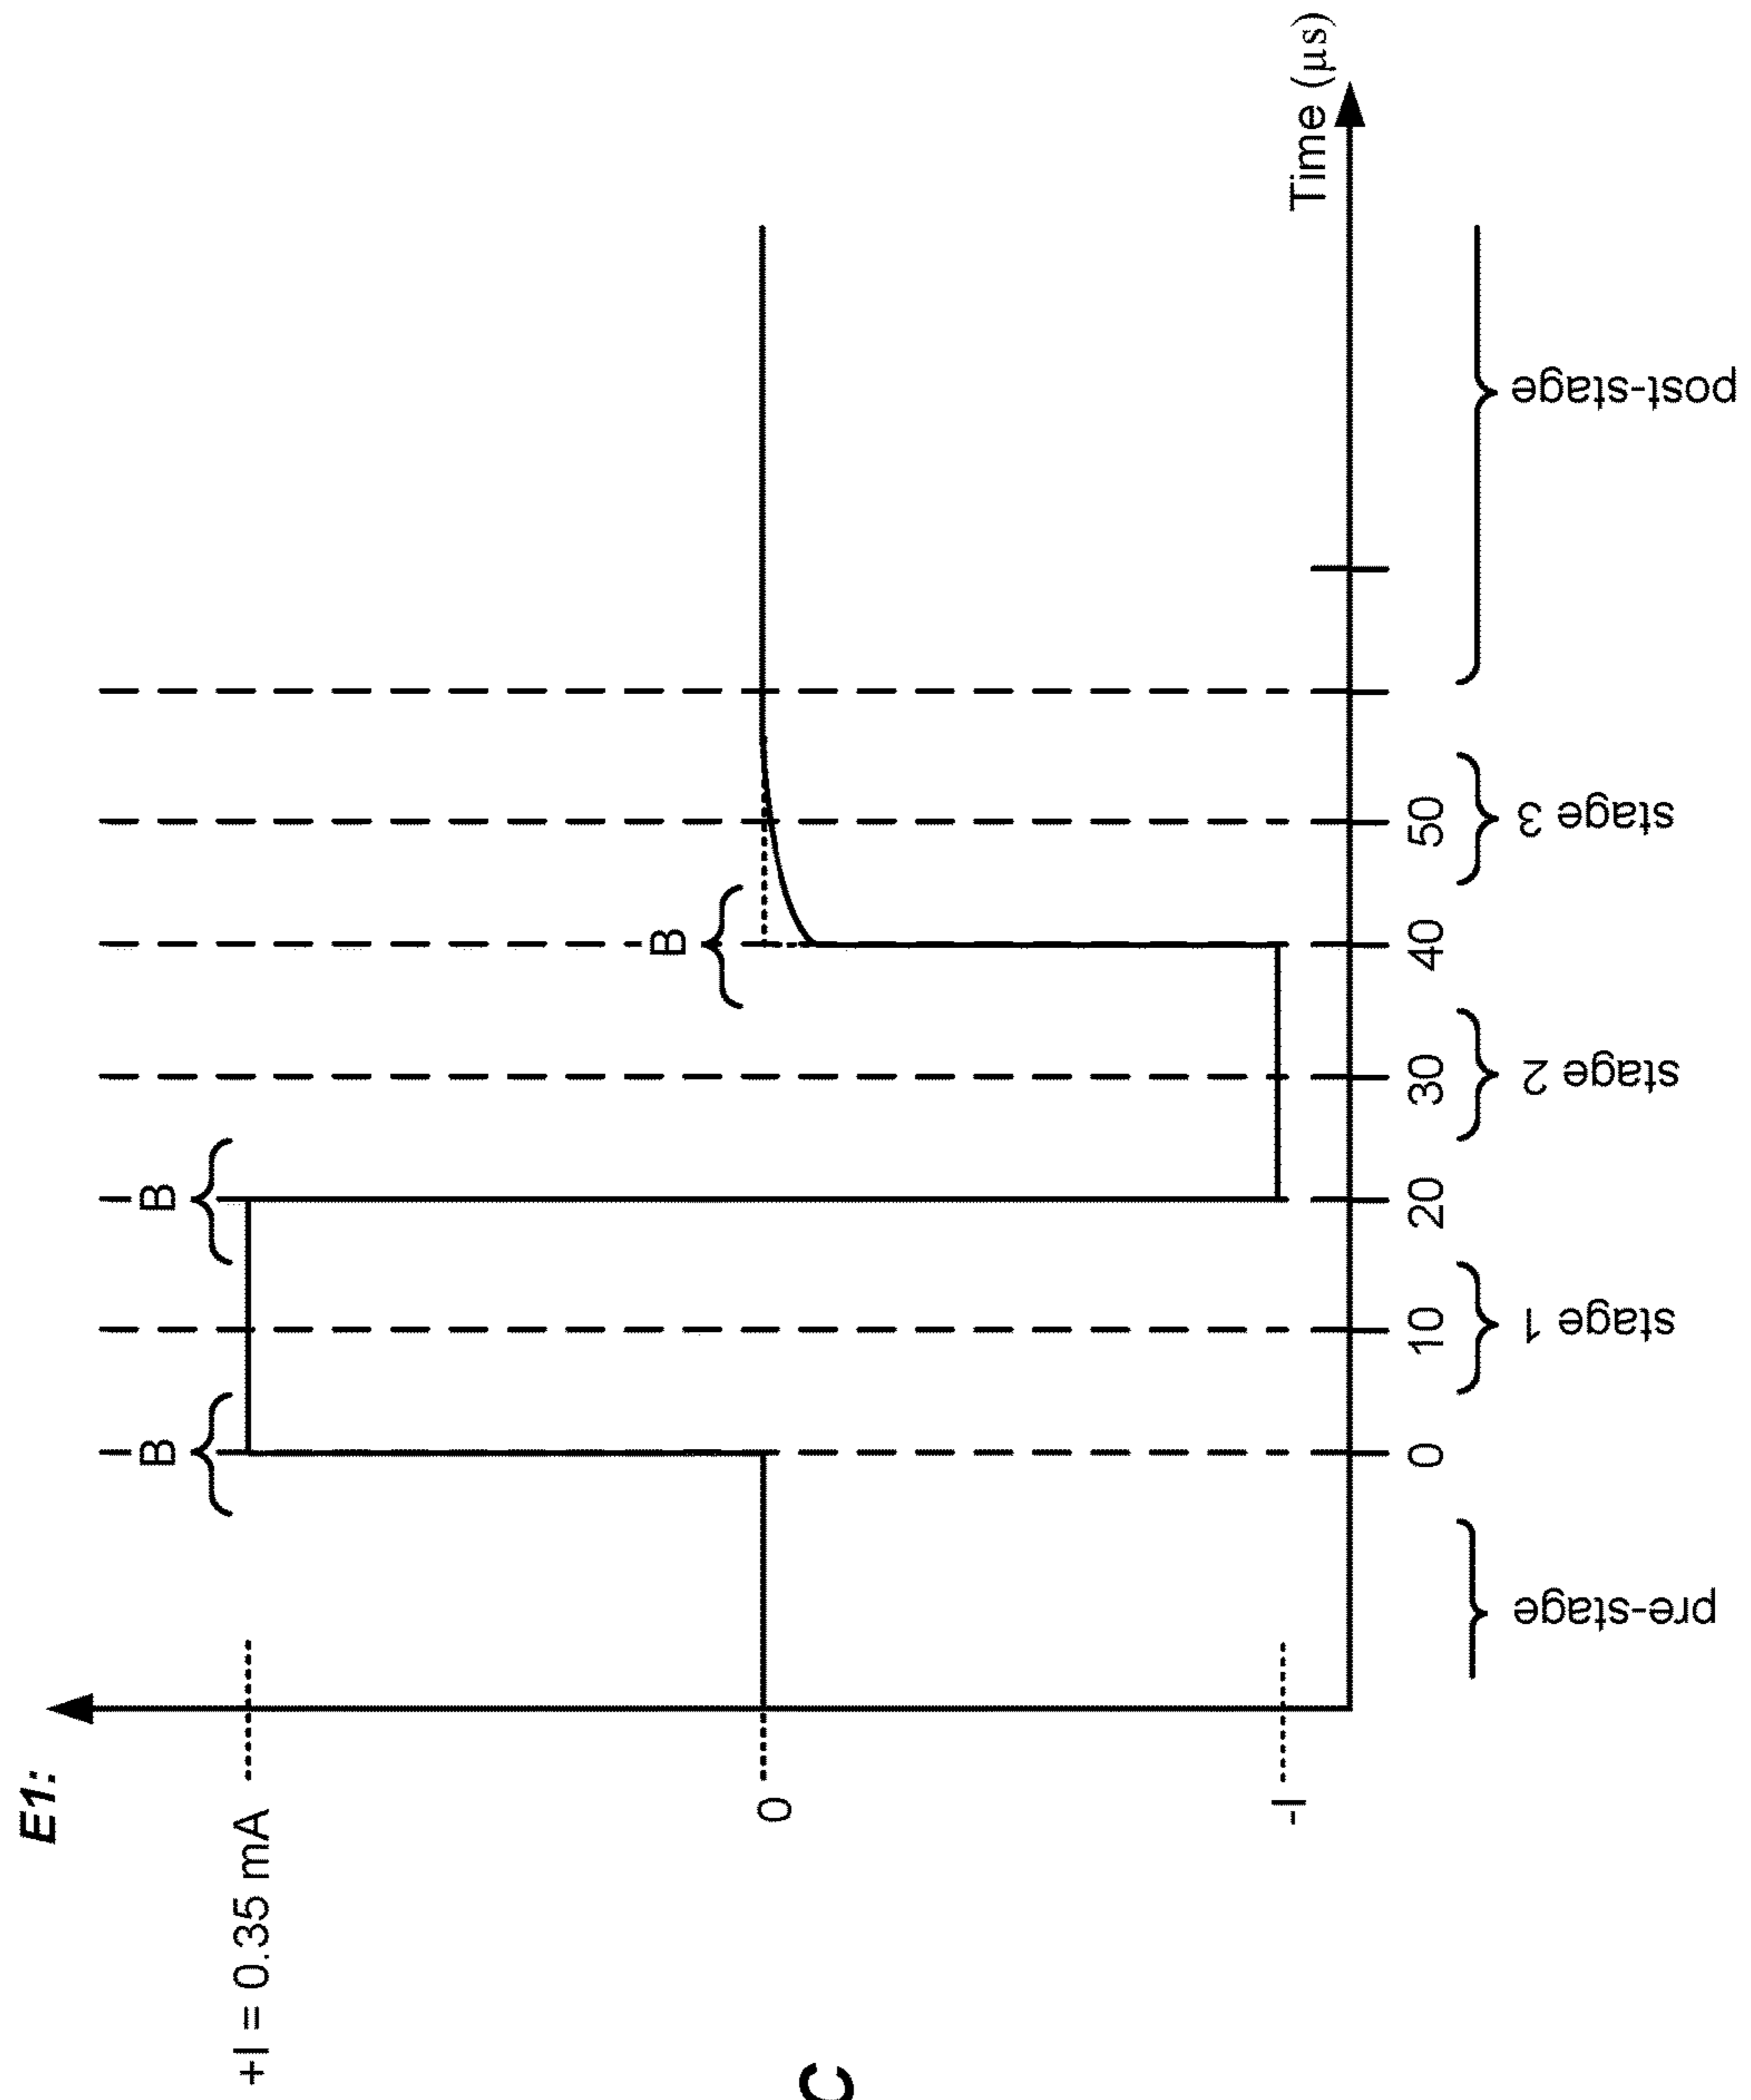 E1:
+I = 0.35 mA
0
-I
B
B
B
Time (µs)
0
10
20
30
40
50
pre-stage
stage 1
stage 2
stage 3
post-stage
C